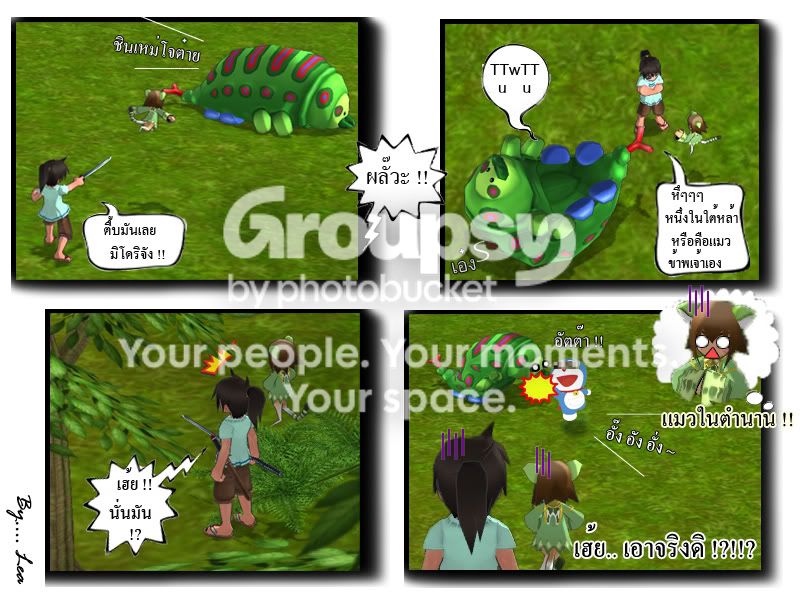 ชินเหม่โจต๋าย
ตื้บมันเลย
มิโดริจัง !!
ผลั๊วะ !!
TTwTT
u u
เอ๋งS
หึๆๆๆ
หนึ่งในใต้หล้า
หรือคือแมว
ข้าพเจ้าเอง
Groupsy
by photobucket
Your people. Your moments.
Your space.
เฮ้ย !!
นั่นมัน
!?
อัตต๊า !!
แมวในตำนาน !!
อั๊ง อัง อั่ง~
เฮ้ย.. เอาจริงดิ !?!!?
By.... Lea